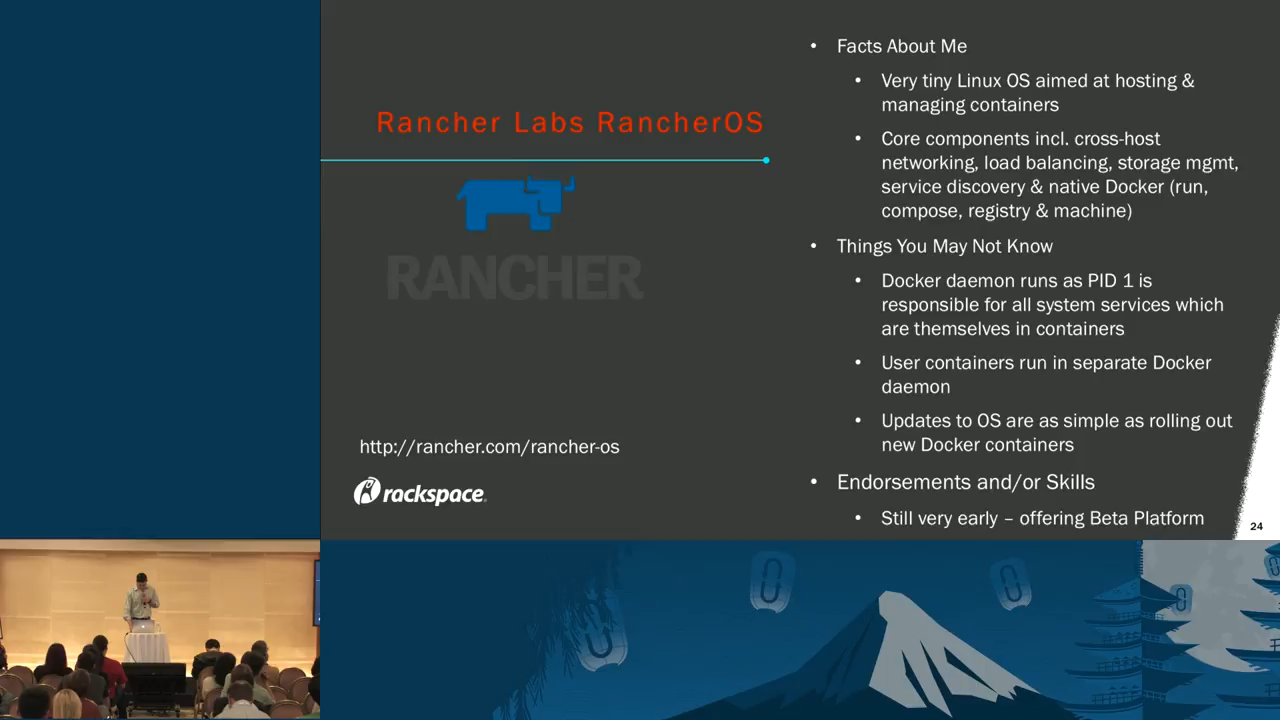 Rancher Labs RancherOS
RANCHER
http://rancher.com/rancher-os
rackspace
• Facts About Me
• Very tiny Linux OS aimed at hosting &
managing containers
• Core components incl. cross-host
networking, load balancing, storage mgmt,
service discovery & native Docker (run,
compose, registry & machine)
• Things You May Not Know
• Docker daemon runs as PID 1 is
responsible for all system services which
are themselves in containers
• User containers run in separate Docker
daemon
• Updates to OS are as simple as rolling out
new Docker containers
• Endorsements and/or Skills
• Still very early – offering Beta Platform
24